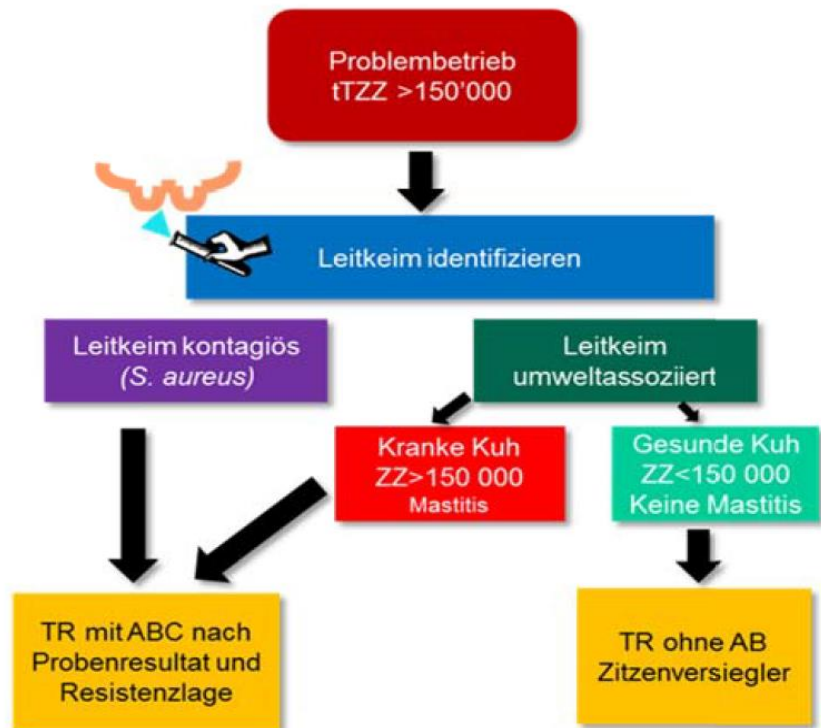 Problembetrieb
tTZZ >150'000
Leitkeim identifizieren
Leitkeim kontagiös
(S. aureus)
Leitkeim
umweltassoziiert
Kranke Kuh
ZZ>150 000
Mastitis
Gesunde Kuh
ZZ<150 000
Keine Mastitis
TR mit ABC nach
Probenresultat und
Resistenzlage
TR ohne AB
Zitzenversiegler